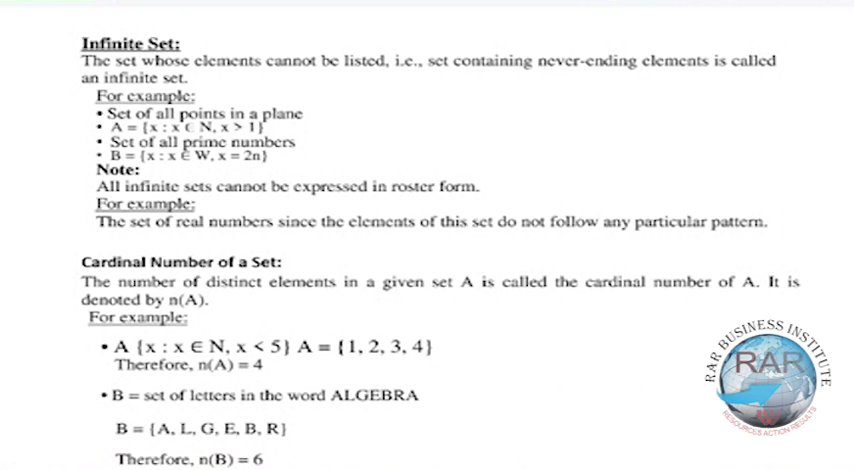 Infinite Set:
The set whose elements cannot be listed, i.e., set containing never-ending elements is called
an infinite set.
For example:
• Set of all points in a plane
• A = {x : x ∈ N, x > 1}
• Set of all prime numbers
• B = {x : x ∈ W, x = 2n}
Note:
All infinite sets cannot be expressed in roster form.
For example:
The set of real numbers since the elements of this set do not follow any particular pattern.
Cardinal Number of a Set:
The number of distinct elements in a given set A is called the cardinal number of A. It is
denoted by n(A).
For example:
• A {x : x ∈ N, x < 5} A = {1, 2, 3, 4}
Therefore, n(A) = 4
• B = set of letters in the word ALGEBRA
B = {A, L, G, E, B, R}
Therefore, n(B) = 6
RAR BUSINESS INSTITUTE
RAR
RESOURCES ACTION RESULTS